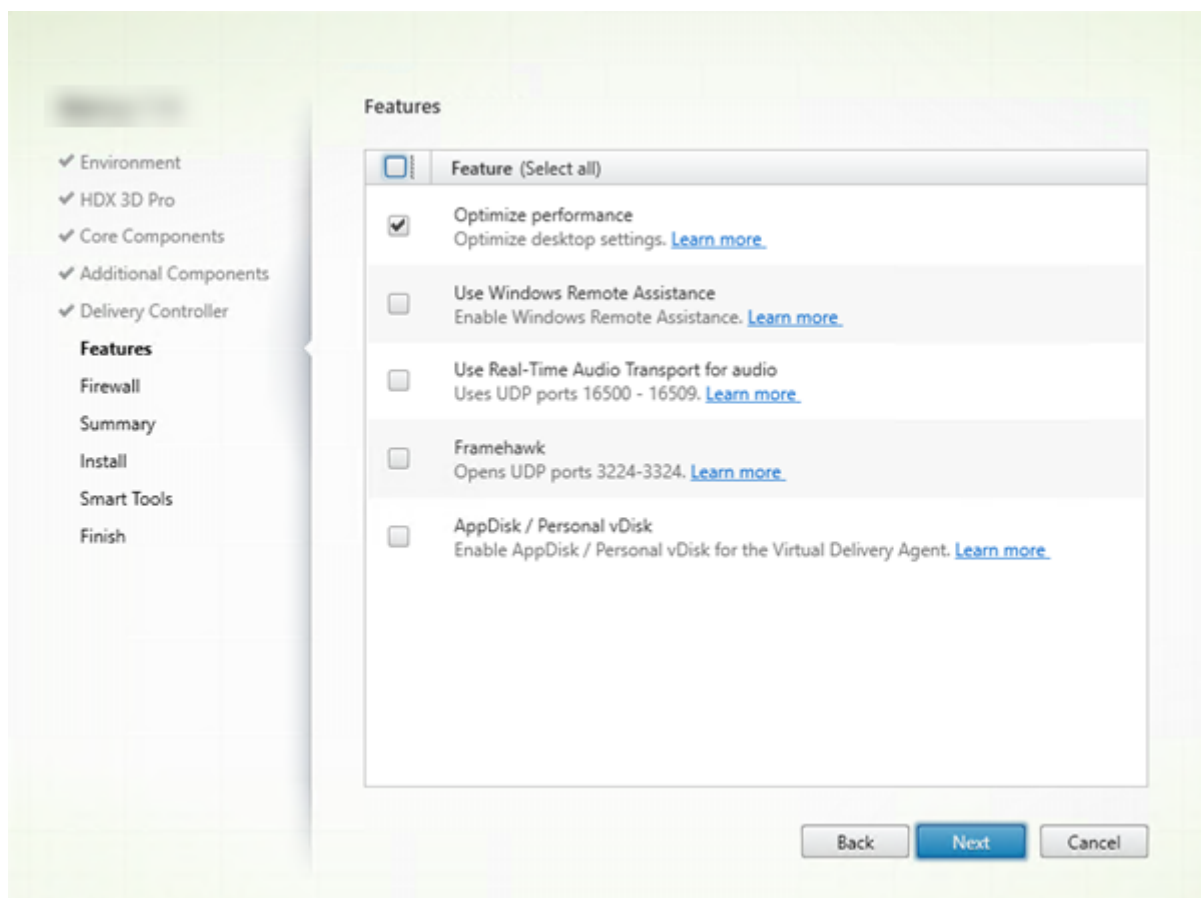 Features
Environment
HDX 3D Pro
Core Components
Additional Components
Delivery Controller
Features
Firewall
Summary
Install
Smart Tools
Finish
Feature (Select all)
Optimize performance
Optimize desktop settings. Learn more
Use Windows Remote Assistance
Enable Windows Remote Assistance. Learn more
Use Real-Time Audio Transport for audio
Uses UDP ports 16500 - 16509. Learn more
Framehawk
Opens UDP ports 3224-3324. Learn more
AppDisk / Personal vDisk
Enable AppDisk / Personal vDisk for the Virtual Delivery Agent. Learn more
Back Next Cancel